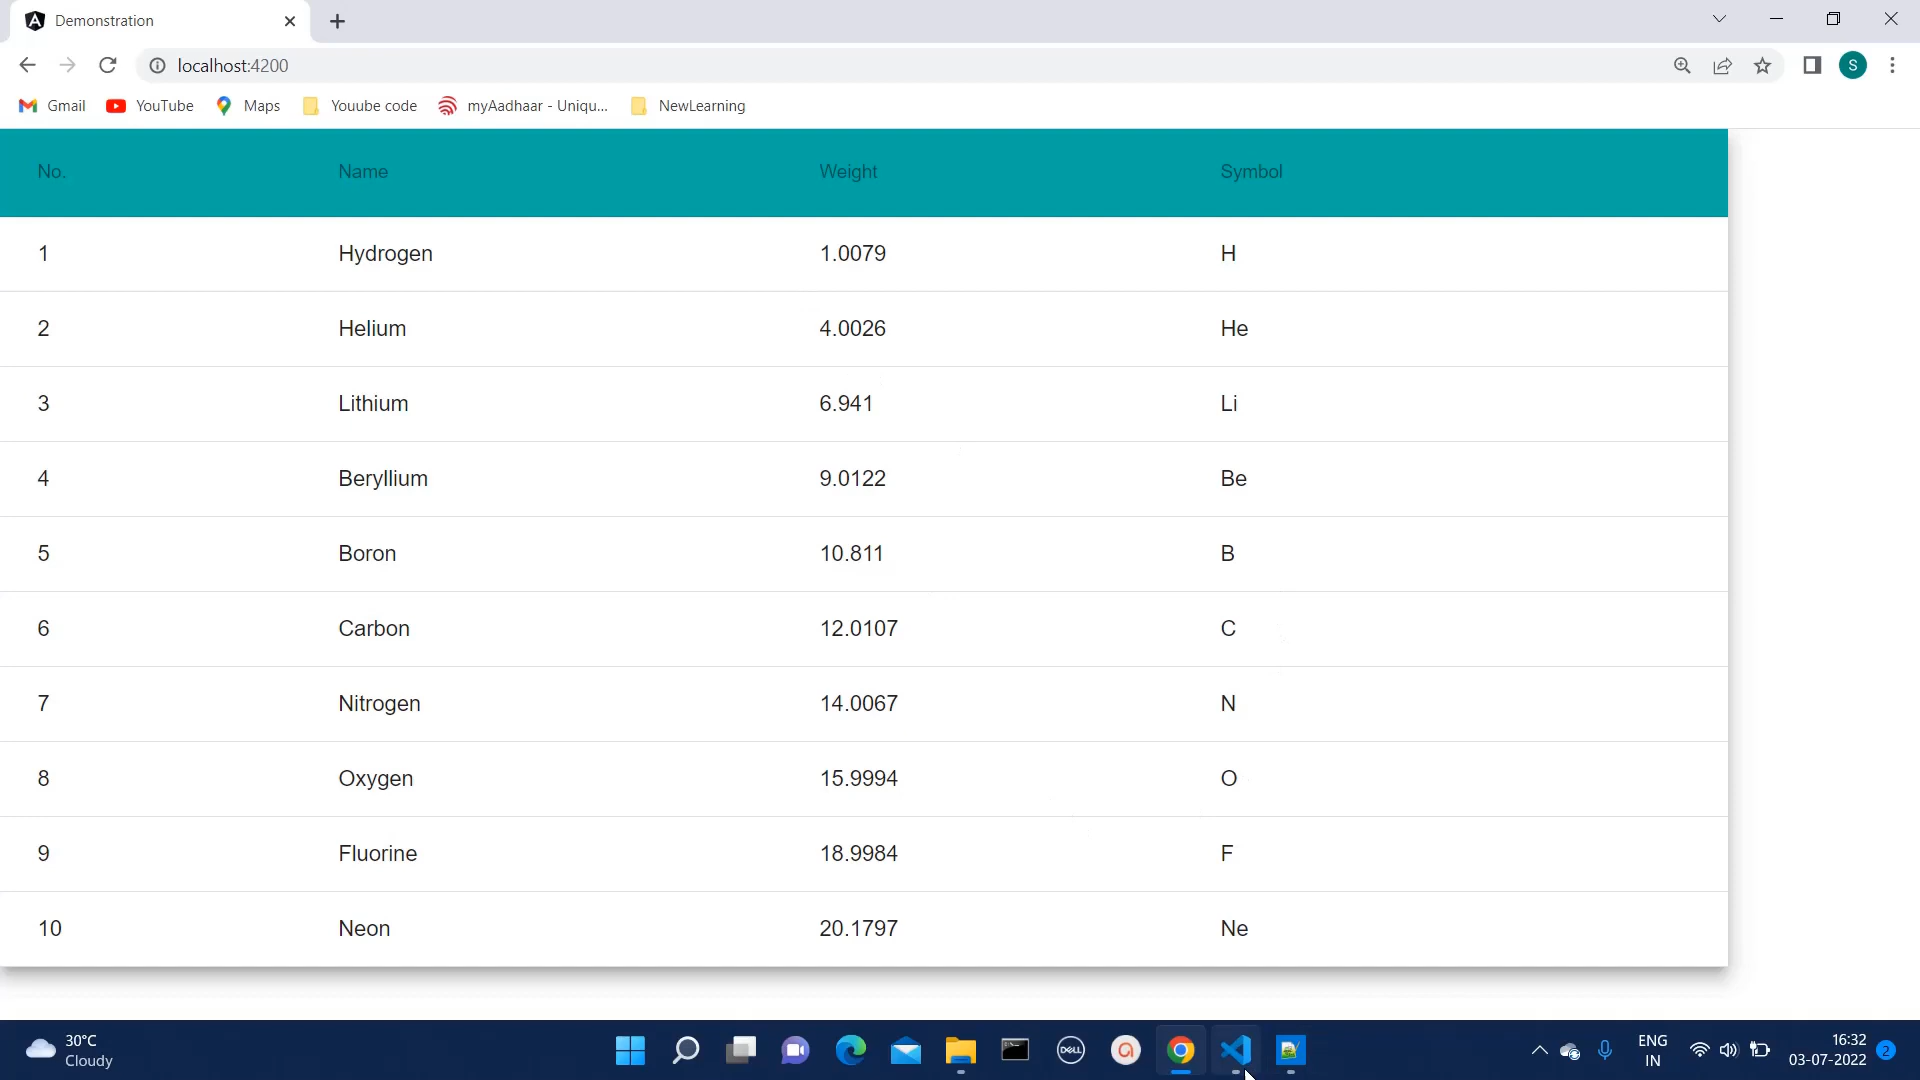 Demonstration
localhost:4200
S
Gmail YouTube Maps Youube code myAadhaar - Uniqu... NewLearning
No. Name Weight Symbol
1 Hydrogen 1.0079 H
2 Helium 4.0026 He
3 Lithium 6.941 Li
4 Beryllium 9.0122 Be
5 Boron 10.811 B
6 Carbon 12.0107 C
7 Nitrogen 14.0067 N
8 Oxygen 15.9994 O
9 Fluorine 18.9984 F
10 Neon 20.1797 Ne
30°C
Cloudy
DELL
ENG
IN
16:32
03-07-2022
2